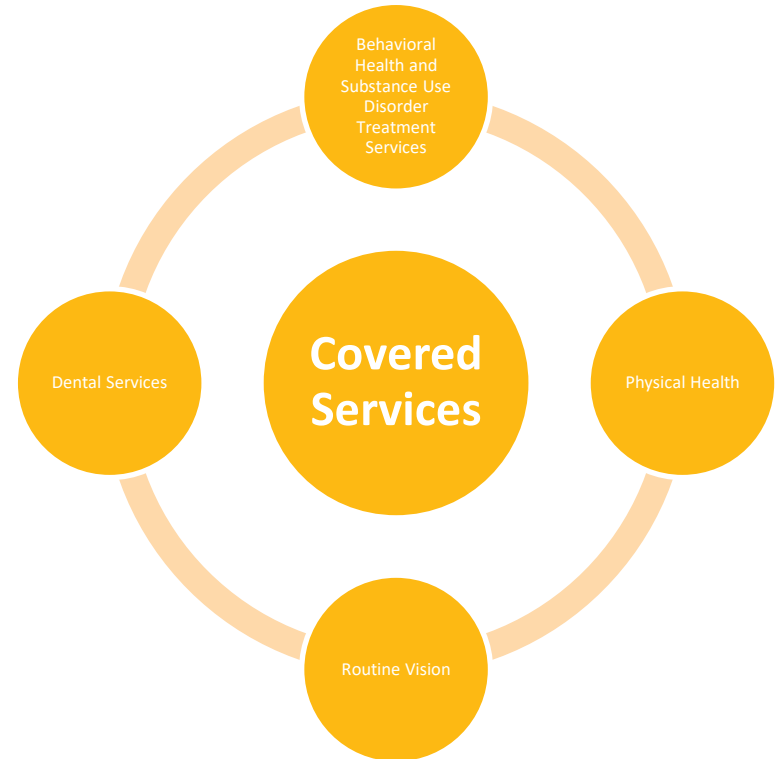 Behavioral
Health and
Substance Use
Disorder
Treatment
Services
Dental Services
Covered
Services
Physical Health
Routine Vision